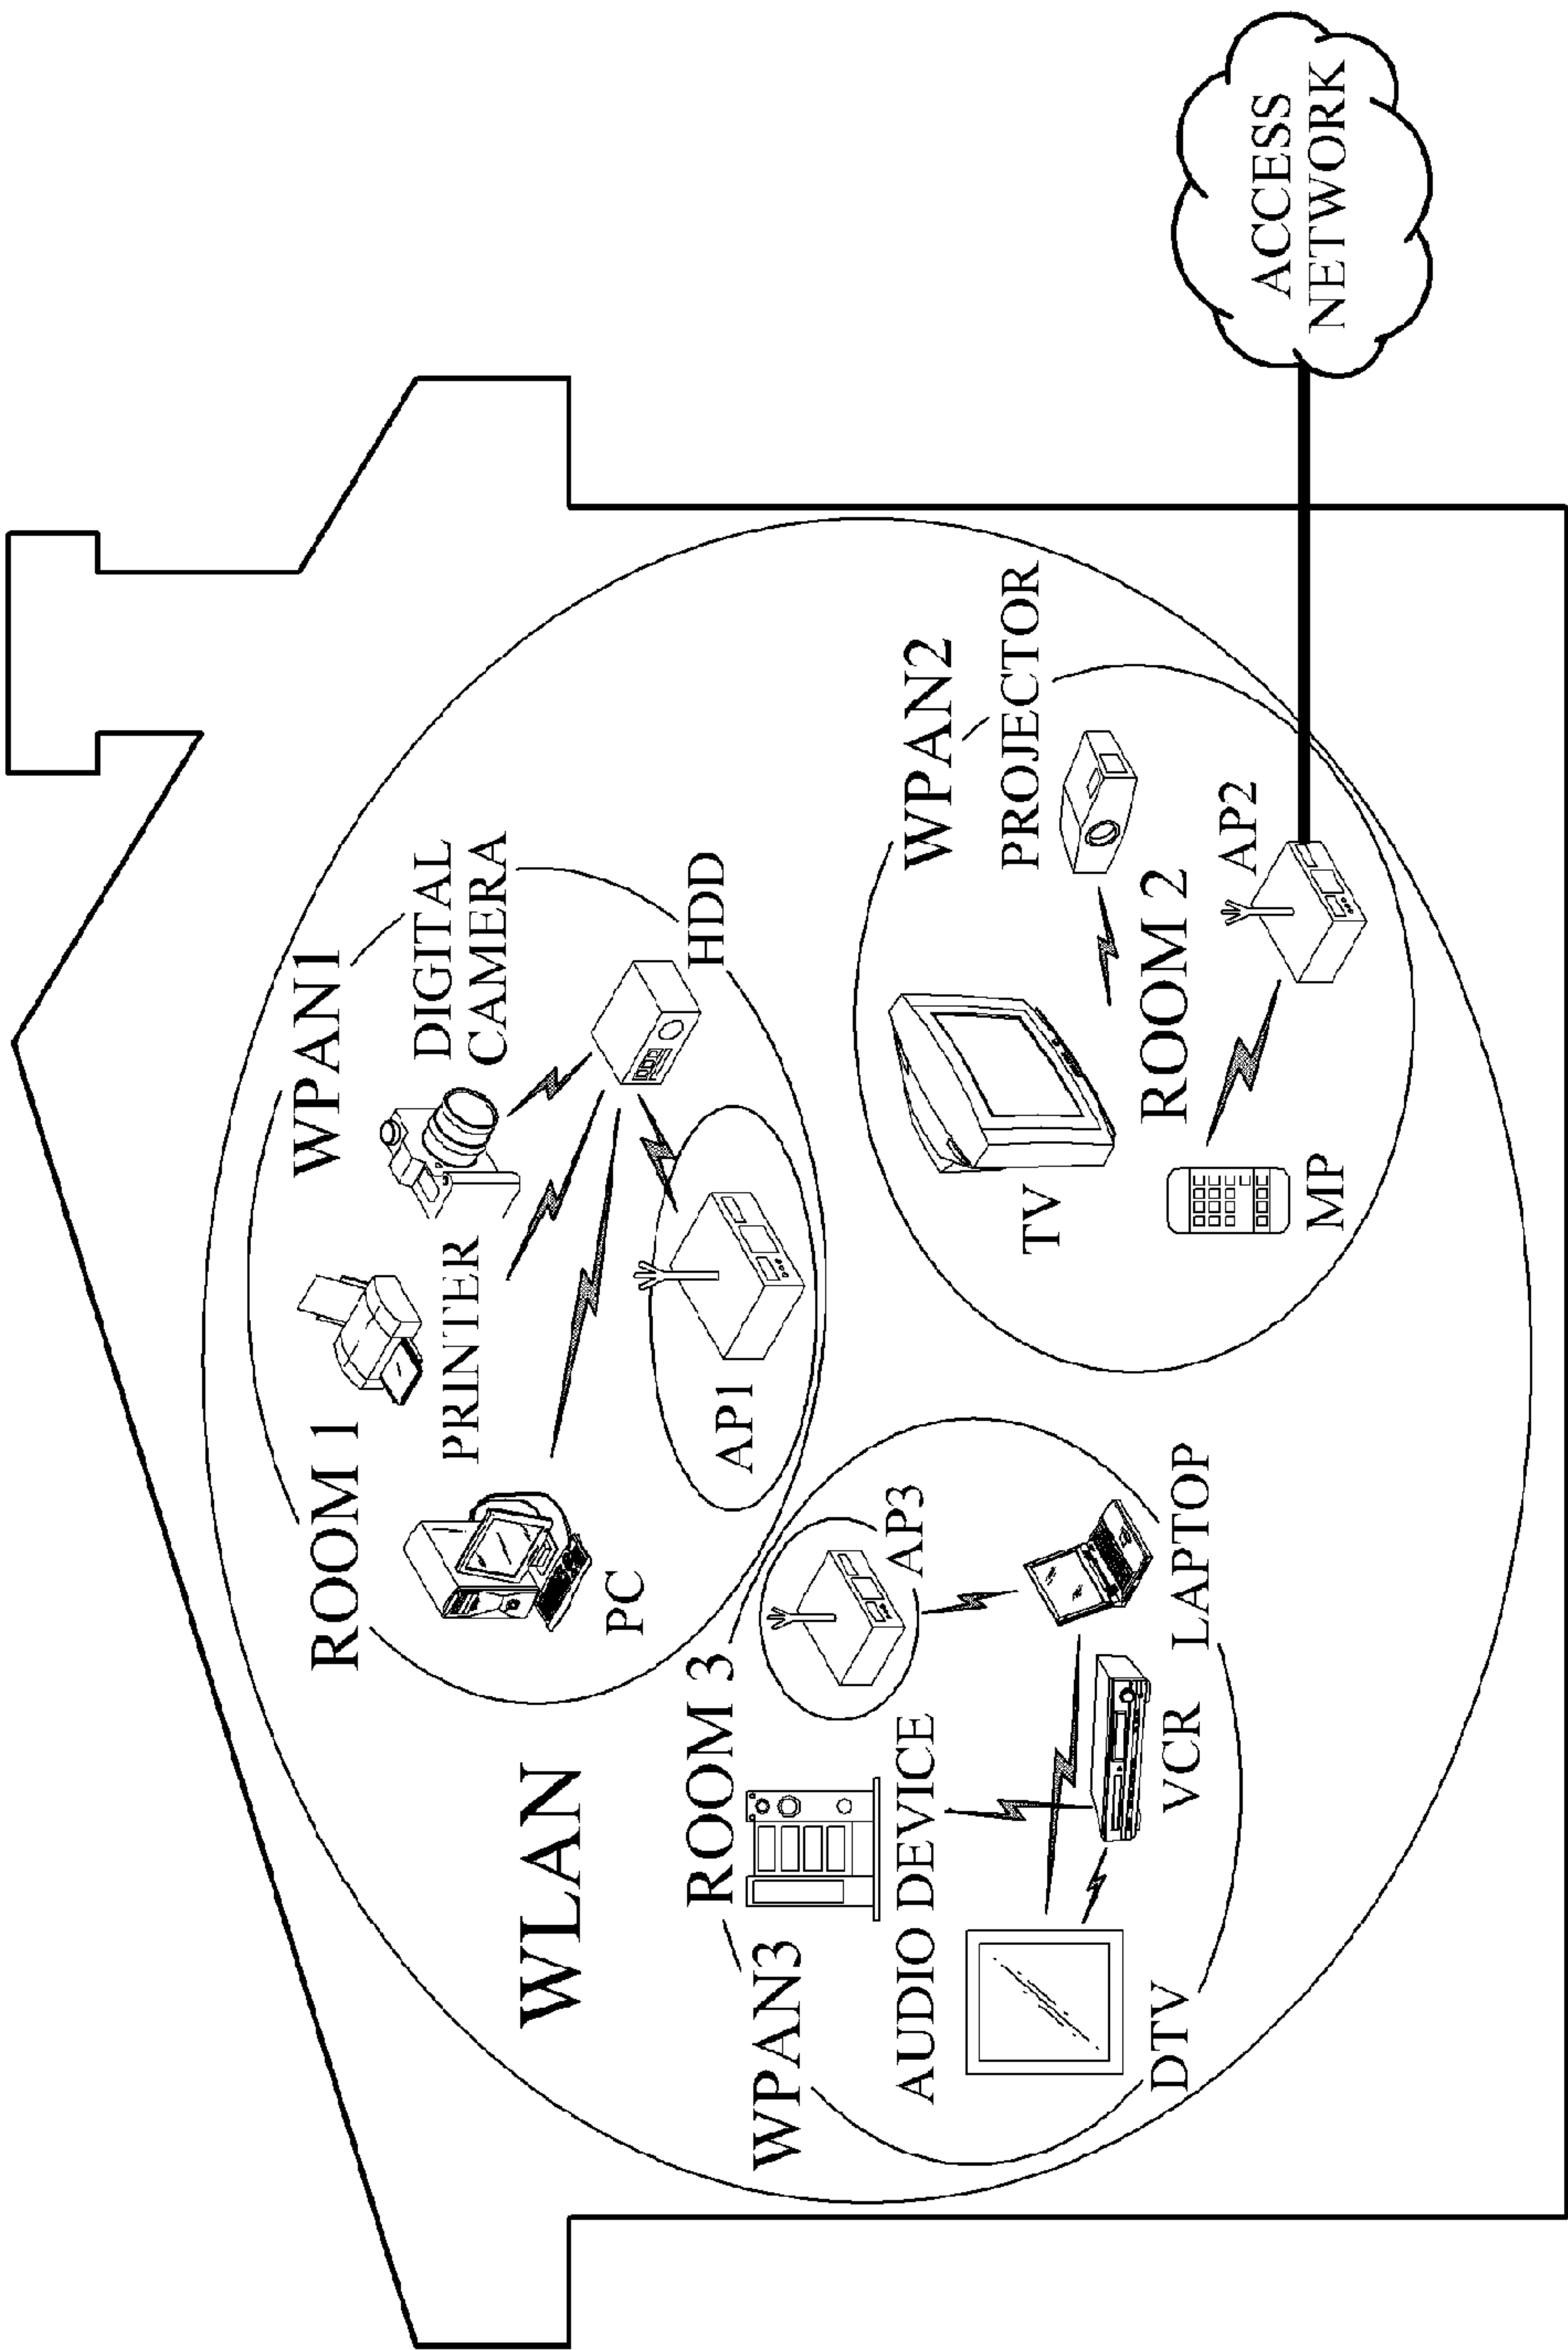 WLAN
ROOM 1
WPAN1
DIGITAL
CAMERA
PRINTER
PC
HDD
AP1
ROOM 3
WPAN3
AP3
AUDIO DEVICE
DTV
VCR
LAPTOP
WPAN2
PROJECTOR
TV
ROOM 2
AP2
MP
ACCESS
NETWORK